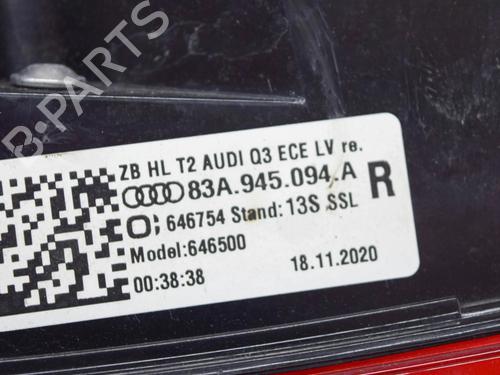 B-PARTS
ZB HL T2 AUDI Q3 ECE LV re.
83A.945.094.A R
646754 Stand: 13S SSL
Model:646500
00:38:38 18.11.2020